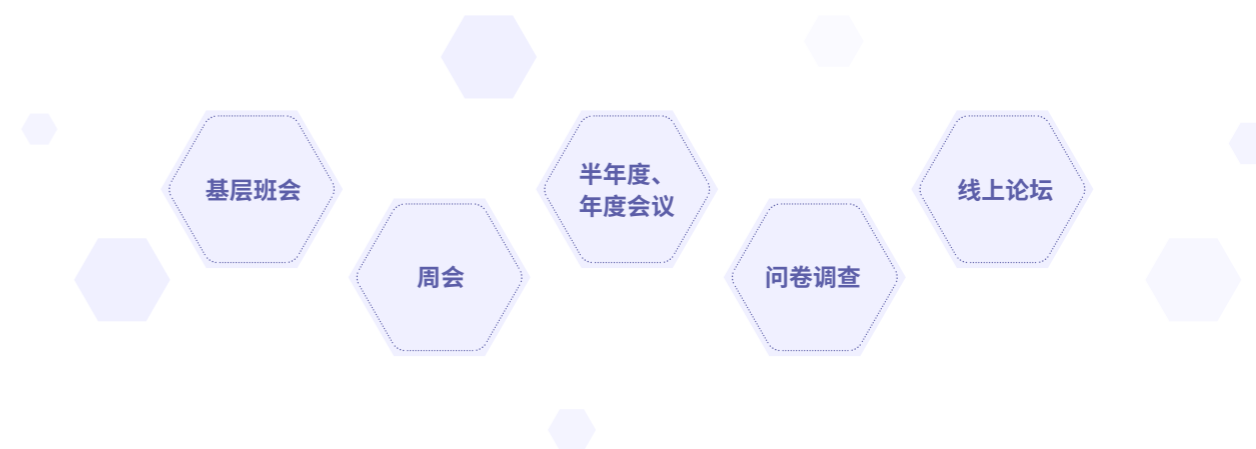 基层班会
周会
半年度、
年度会议
问卷调查
线上论坛